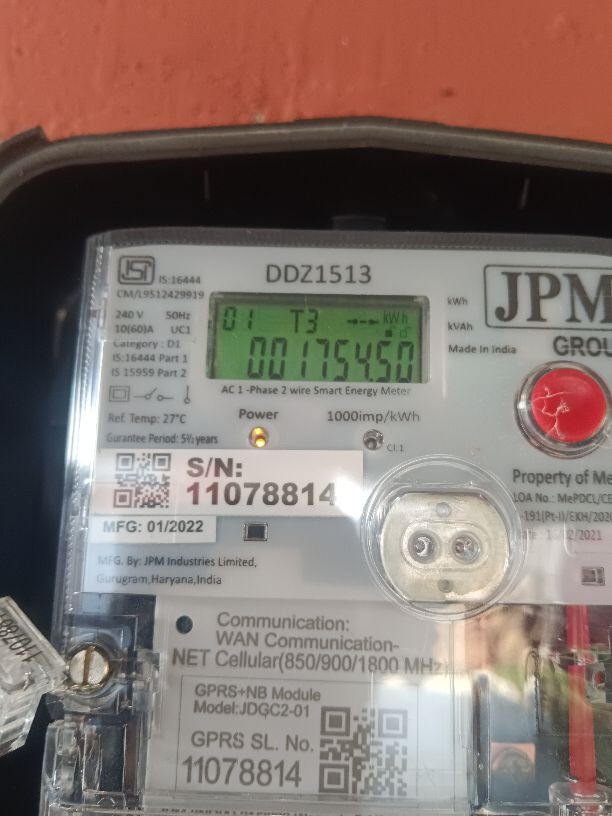 DDZ1513
IS:16444
CM/L9512429919
240 V 50Hz
10(60)A UC1
Category : D1
IS:16444 Part 1
IS 15959 Part 2
01 T3 kWh
001754.50
kWh
kVAh
Made in India
JPM
GROU
AC 1 -Phase 2 wire Smart Energy Meter
Ref. Temp: 27°C
Power
1000imp/kWh
Gurantee Period: 5½ years
Cl.1
S/N:
11078814
MFG: 01/2022
Property of Me
LOA No.: MePDCL/CE
-191(Pt-I)/EKH/2020
MFG. By: JPM Industries Limited,
Gurugram,Haryana,India
Communication:
WAN Communication-
NET Cellular(850/900/1800 MHz)
GPRS+NB Module
Model:JDGC2-01
GPRS SL. No.
11078814